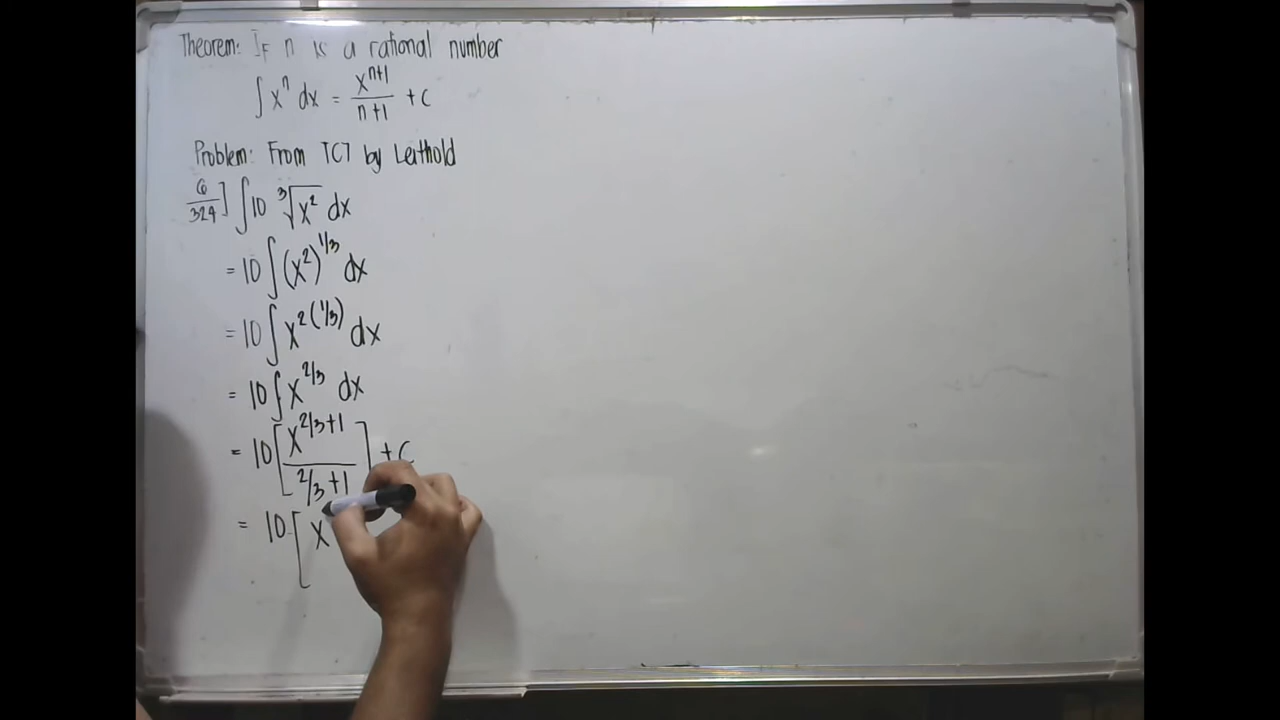 Theorem: If n is a rational number
∫ x^n dx = x^(n+1) / (n+1) + C
Problem: From TC7 by Leithold
6/324] ∫ 10 ∛(x^2) dx
= 10 ∫ (x^2)^(1/3) dx
= 10 ∫ x^(2(1/3)) dx
= 10 ∫ x^(2/3) dx
= 10 [ x^(2/3+1) / (2/3+1) ] + C
= 10 [ x